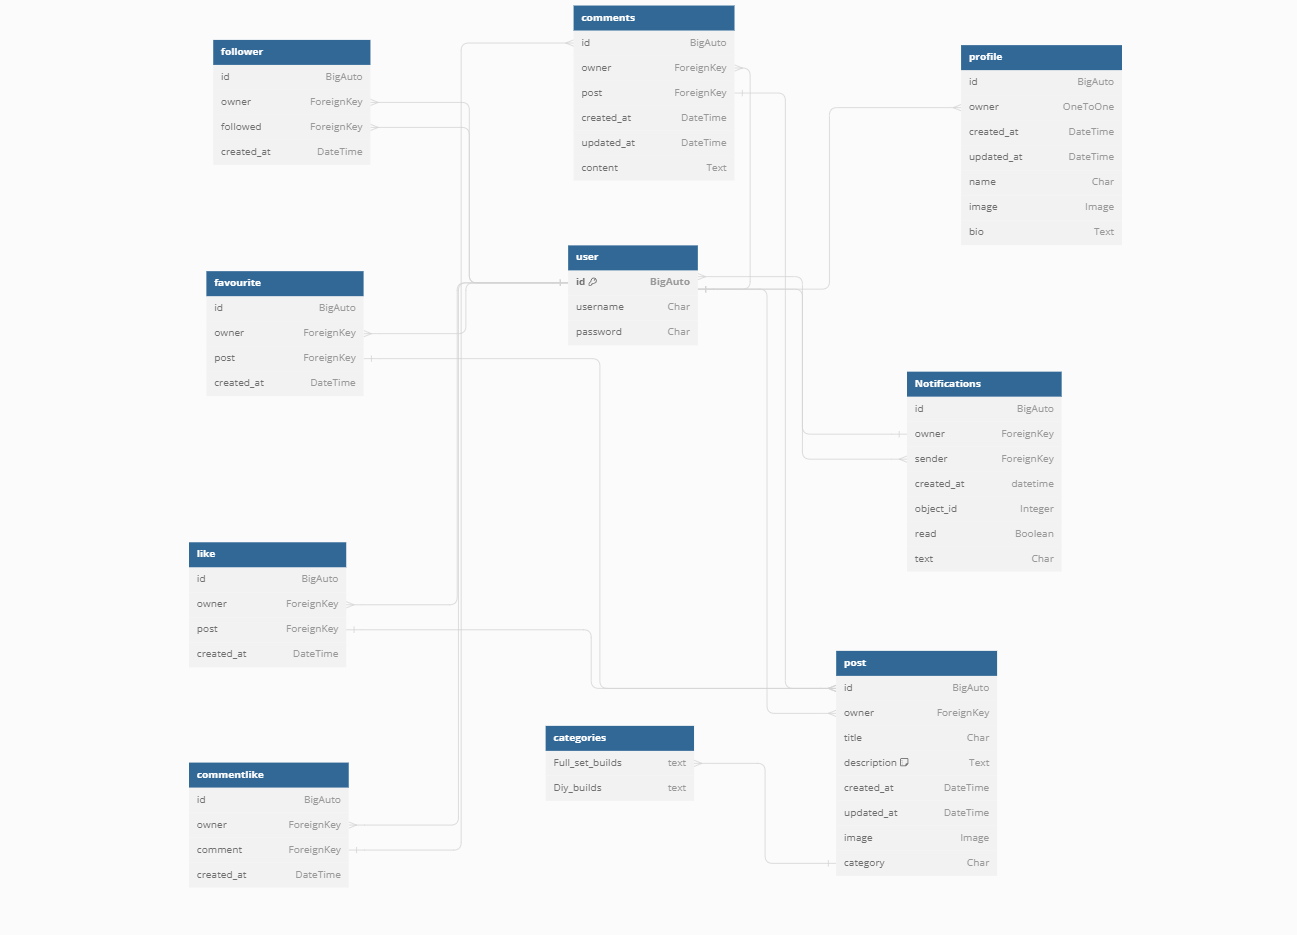 comments
id BigAuto
owner ForeignKey
post ForeignKey
created_at DateTime
updated_at DateTime
content Text
follower
id BigAuto
owner ForeignKey
followed ForeignKey
created_at DateTime
profile
id BigAuto
owner OneToOne
created_at DateTime
updated_at DateTime
name Char
image Image
bio Text
user
id BigAuto
username Char
password Char
favourite
id BigAuto
owner ForeignKey
post ForeignKey
created_at DateTime
Notifications
id BigAuto
owner ForeignKey
sender ForeignKey
created_at datetime
object_id Integer
read Boolean
text Char
like
id BigAuto
owner ForeignKey
post ForeignKey
created_at DateTime
post
id BigAuto
owner ForeignKey
title Char
description Text
created_at DateTime
updated_at DateTime
image Image
category Char
categories
Full_set_builds text
Diy_builds text
commentlike
id BigAuto
owner ForeignKey
comment ForeignKey
created_at DateTime